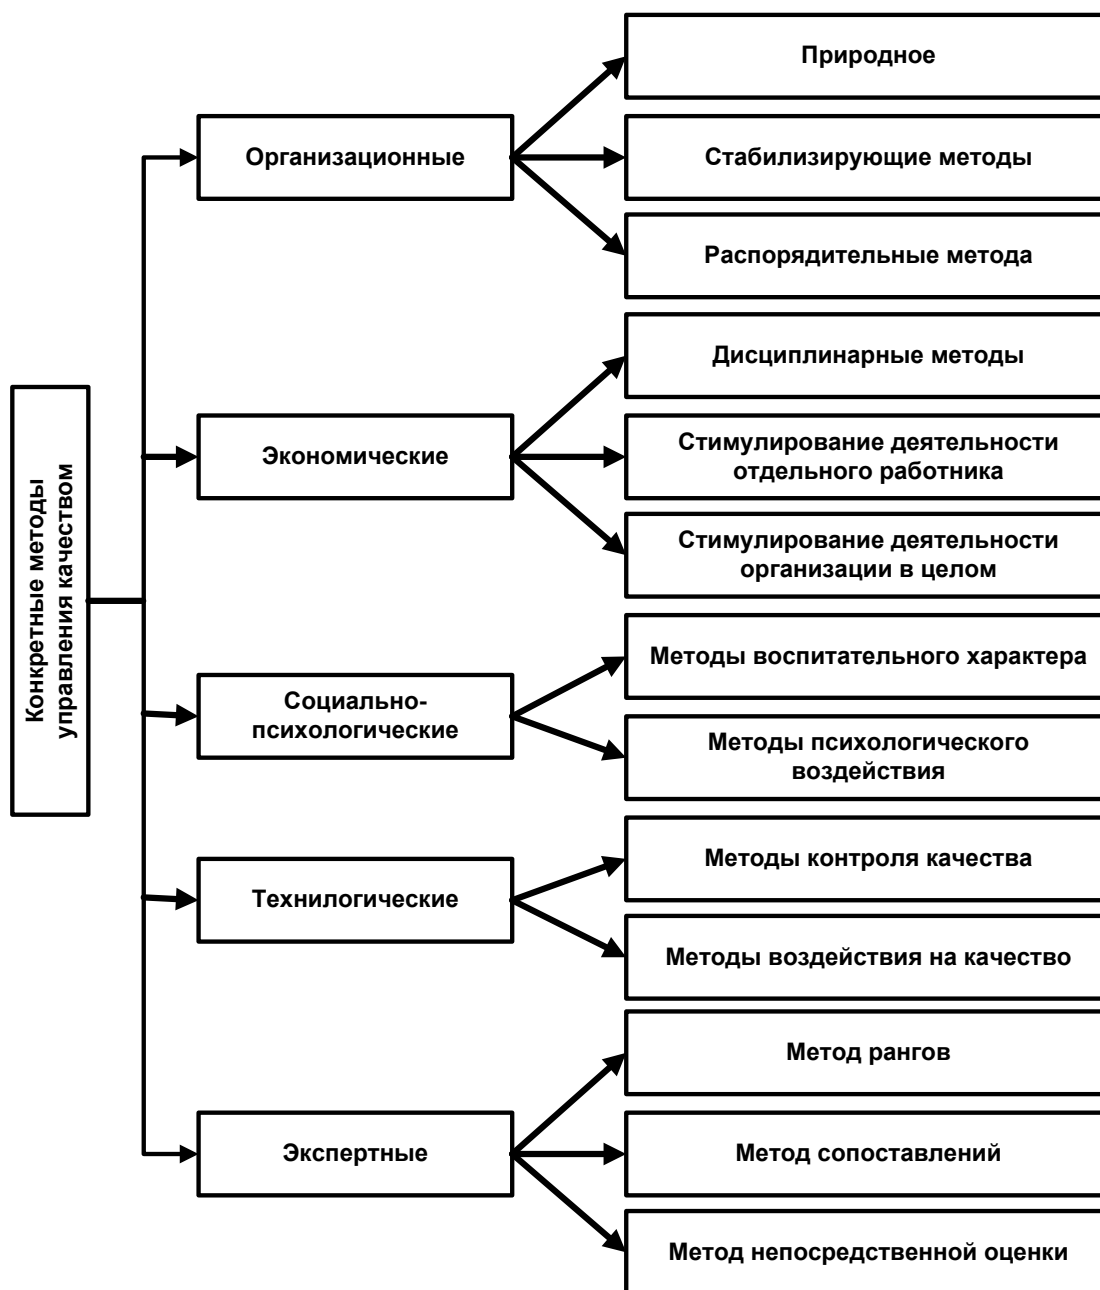 Конкретные методы
управления качеством
Организационные
Природное
Стабилизирующие методы
Распорядительные метода
Экономические
Дисциплинарные методы
Стимулирование деятельности
отдельного работника
Стимулирование деятельности
организации в целом
Социально-
психологические
Методы воспитательного характера
Методы психологического
воздействия
Технилогические
Методы контроля качества
Методы воздействия на качество
Экспертные
Метод рангов
Метод сопоставлений
Метод непосредственной оценки